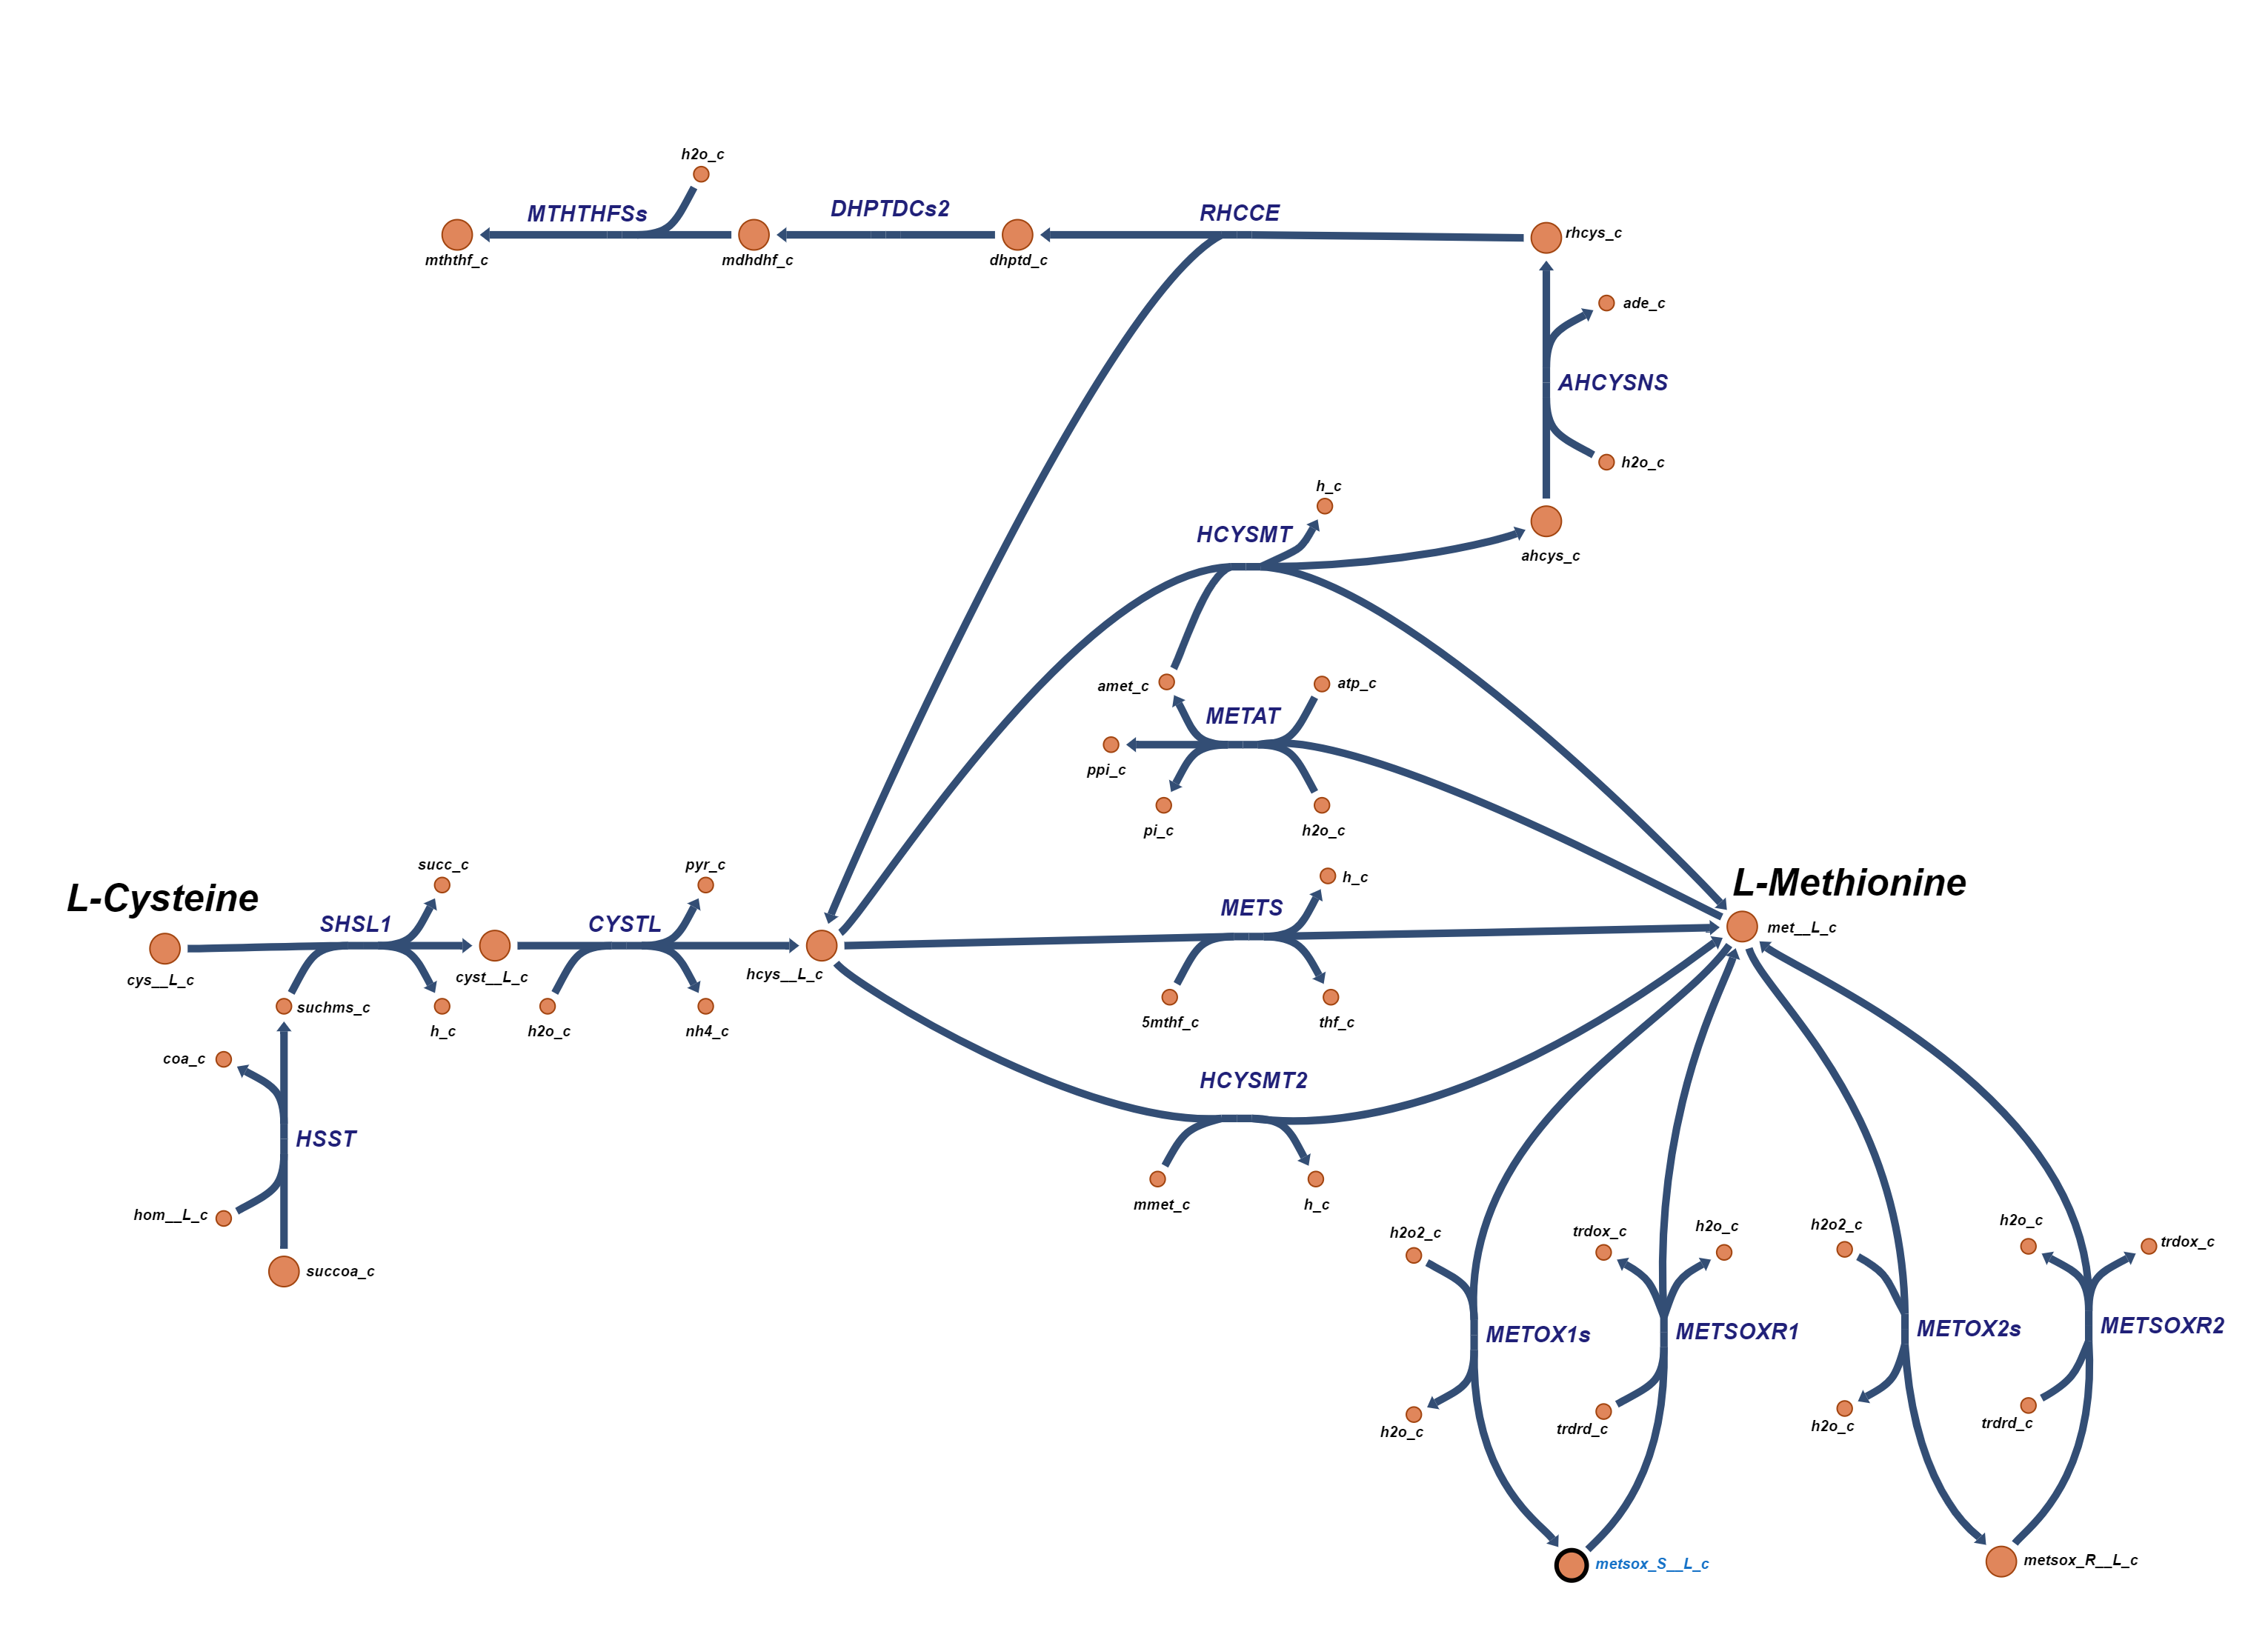 h2o_c
MTHTHFSs
DHPTDCs2
RHCCE
rhcys_c
mththf_c
mdhdhf_c
dhptd_c
ade_c
AHCYSNS
h2o_c
h_c
HCYSMT
ahcys_c
amet_c
atp_c
METAT
ppi_c
pi_c
h2o_c
succ_c
pyr_c
h_c
L-Cysteine
L-Methionine
SHSL1
CYSTL
METS
met__L_c
cys__L_c
cyst__L_c
hcys__L_c
suchms_c
h_c
h2o_c
nh4_c
5mthf_c
thf_c
coa_c
HCYSMT2
HSST
mmet_c
h_c
hom__L_c
succoa_c
h2o2_c
trdox_c
h2o_c
h2o2_c
h2o_c
trdox_c
METOX1s
METSOXR1
METOX2s
METSOXR2
h2o_c
trdrd_c
h2o_c
trdrd_c
metsox_S__L_c
metsox_R__L_c